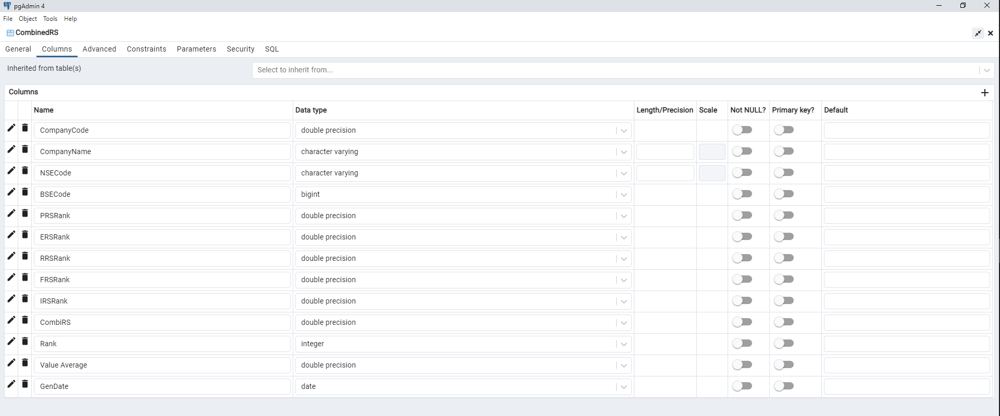 pgAdmin 4
File Object Tools Help
CombinedRS
General Columns Advanced Constraints Parameters Security SQL
Inherited from table(s) Select to inherit from...
Columns
Name Data type Length/Precision Scale Not NULL? Primary key? Default
CompanyCode double precision
CompanyName character varying
NSECode character varying
BSECode bigint
PRSRank double precision
ERSRank double precision
RRSRank double precision
FRSRank double precision
IRSRank double precision
CombiRS double precision
Rank integer
Value Average double precision
GenDate date